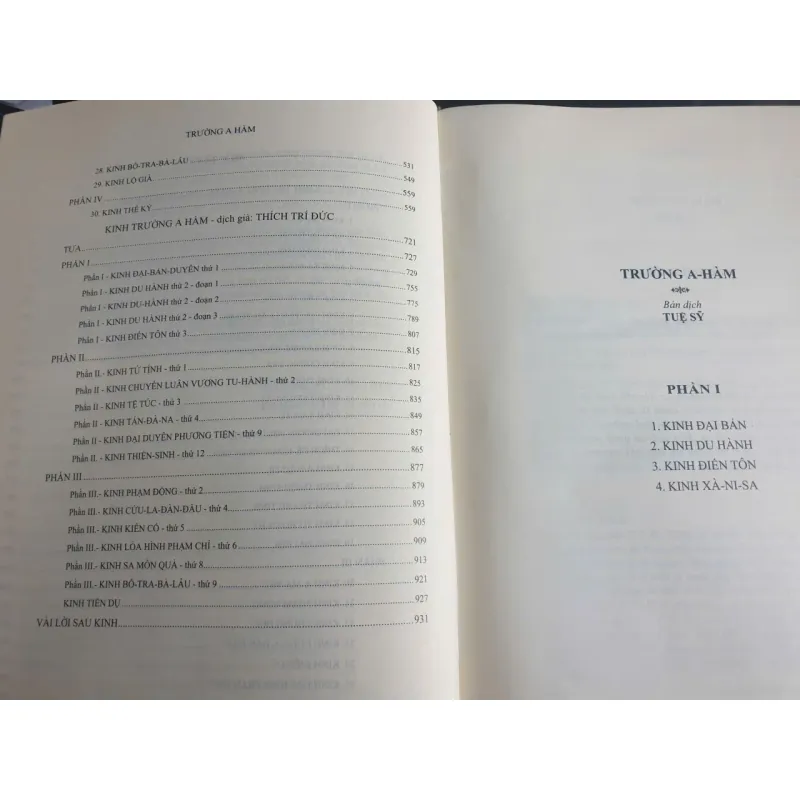 TRƯỜNG A HÀM
28. KINH BỐ-TRA-BÀ-LÂU 531
29. KINH LỘ GIÀ 549
PHẦN IV 559
30. KINH THẾ KÝ 559
KINH TRƯỜNG A HÀM - dịch giả: THÍCH TRÍ ĐỨC
TỰA 721
PHẦN I 727
Phần I - KINH ĐẠI-BẢN-DUYÊN thứ 1 729
Phần I - KINH DU HÀNH thứ 2 - đoạn 1 755
Phần I - KINH DU-HÀNH thứ 2 - đoạn 2 775
Phần I - KINH DU HÀNH thứ 2 - đoạn 3 789
Phần I - KINH ĐIỂN TÔN thứ 3 807
PHẦN II 815
Phần II.- KINH TỨ TÍNH - thứ 1 817
Phần II - KINH CHUYỂN LUÂN VƯƠNG TU-HÀNH - thứ 2 825
Phần II - KINH TỆ TÚC - thứ 3 835
Phần II - KINH TÁN-ĐÀ-NA - thứ 4 849
Phần II - KINH ĐẠI DUYÊN PHƯƠNG TIỆN - thứ 9 857
Phần II. - KINH THIỆN-SINH - thứ 12 865
PHẦN III 877
Phần III.- KINH PHẠM ĐỘNG - thứ 2 879
Phần III.- KINH CỨU-LA-ĐÀN-ĐẦU - thứ 4 893
Phần III.- KINH KIÊN CỐ - thứ 5 905
Phần III.- KINH LÕA HÌNH PHẠM CHÍ - thứ 6 909
Phần III.- KINH SA MÔN QUẢ - thứ 8 913
Phần III.- KINH BỐ-TRA-BÀ-LÂU - thứ 9 921
KINH TIỂN DỤ 927
VÀI LỜI SAU KINH 931
TRƯỜNG A-HÀM
Bản dịch
TUỆ SỸ
PHẦN I
1. KINH ĐẠI BẢN
2. KINH DU HÀNH
3. KINH ĐIỂN TÔN
4. KINH XÀ-NI-SA